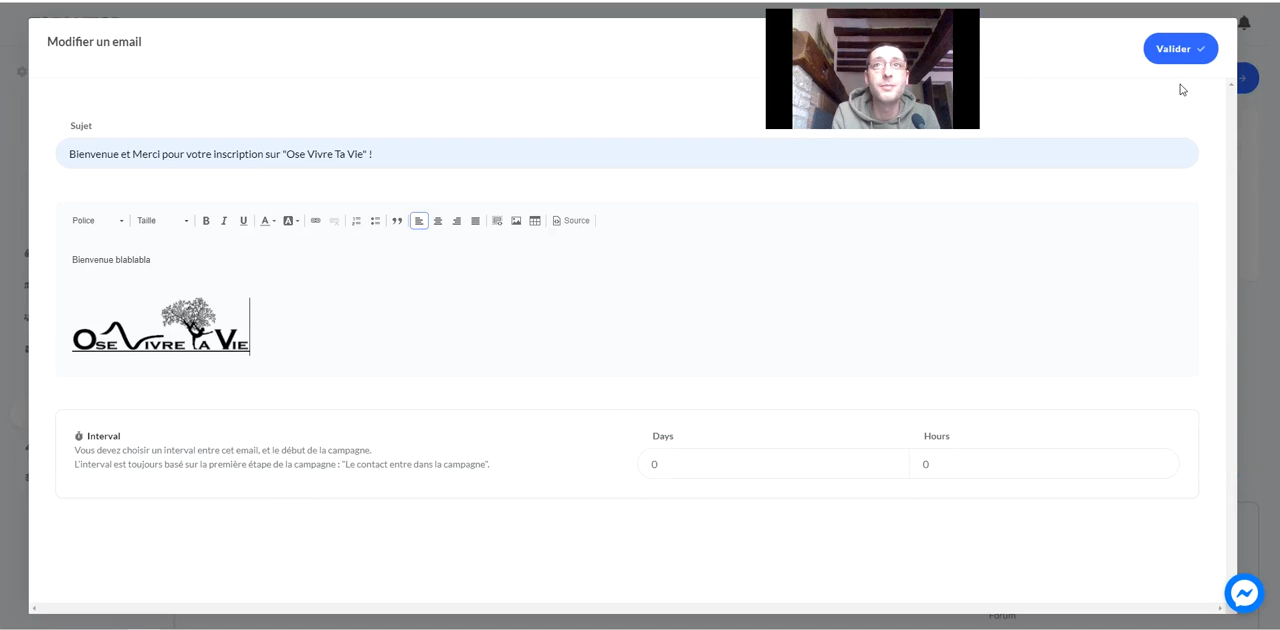 Modifier un email
Valider
Sujet
Bienvenue et Merci pour votre inscription sur "Ose Vivre Ta Vie" !
Police Taille B I U A A Source
Bienvenue blablabla
OSE VIVRE TA VIE
Interval
Vous devez choisir un interval entre cet email, et le début de la campagne.
L'interval est toujours basé sur la première étape de la campagne : "Le contact entre dans la campagne".
Days Hours
0 0
Forum